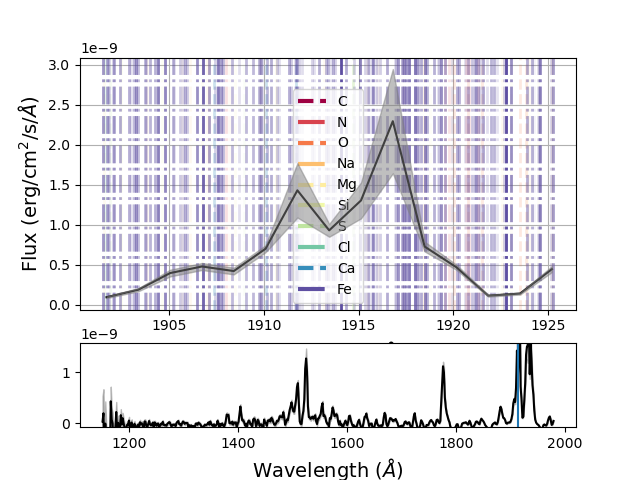 1e−9
3.0
2.5
2.0
1.5
1.0
0.5
0.0
Flux (erg/cm²/s/Å)
C
N
O
Na
Mg
Si
S
Cl
Ca
Fe
1905 1910 1915 1920 1925
1e−9
1
0
1200 1400 1600 1800 2000
Wavelength (Å)